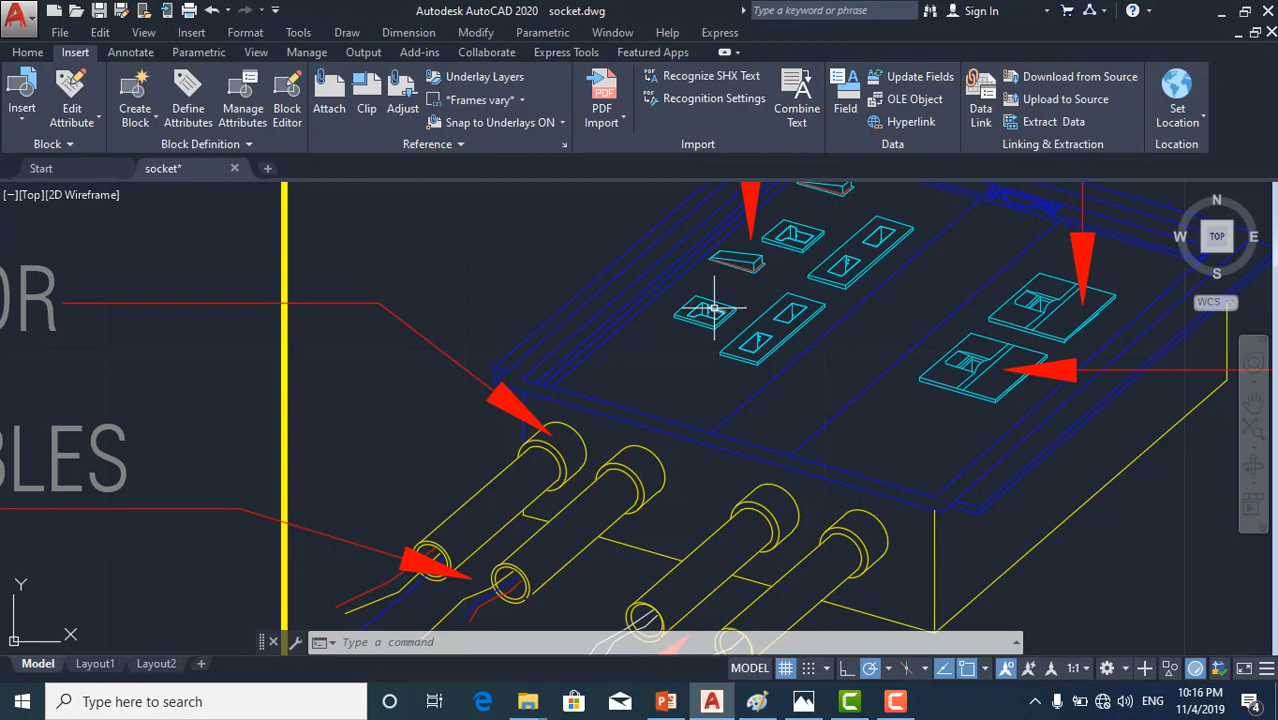 Autodesk AutoCAD 2020 socket.dwg
Type a keyword or phrase
Sign In
File Edit View Insert Format Tools Draw Dimension Modify Parametric Window Help Express
Home Insert Annotate Parametric View Manage Output Add-ins Collaborate Express Tools Featured Apps
Insert
Edit
Attribute
Create
Block
Define
Attributes
Manage
Attributes
Block
Editor
Attach
Clip
Adjust
Underlay Layers
*Frames vary*
Snap to Underlays ON
PDF
PDF
Import
Recognize SHX Text
Recognition Settings
Combine
Text
Field
Update Fields
OLE Object
Hyperlink
Data
Link
Download from Source
Upload to Source
Extract Data
Set
Location
Block
Block Definition
Reference
Import
Data
Linking & Extraction
Location
Start
socket*
[−][Top][2D Wireframe]
N
W TOP E
S
WCS
OR
BLES
Y
X
Type a command
Model Layout1 Layout2
MODEL
1:1
Type here to search
ENG
10:16 PM
11/4/2019
4